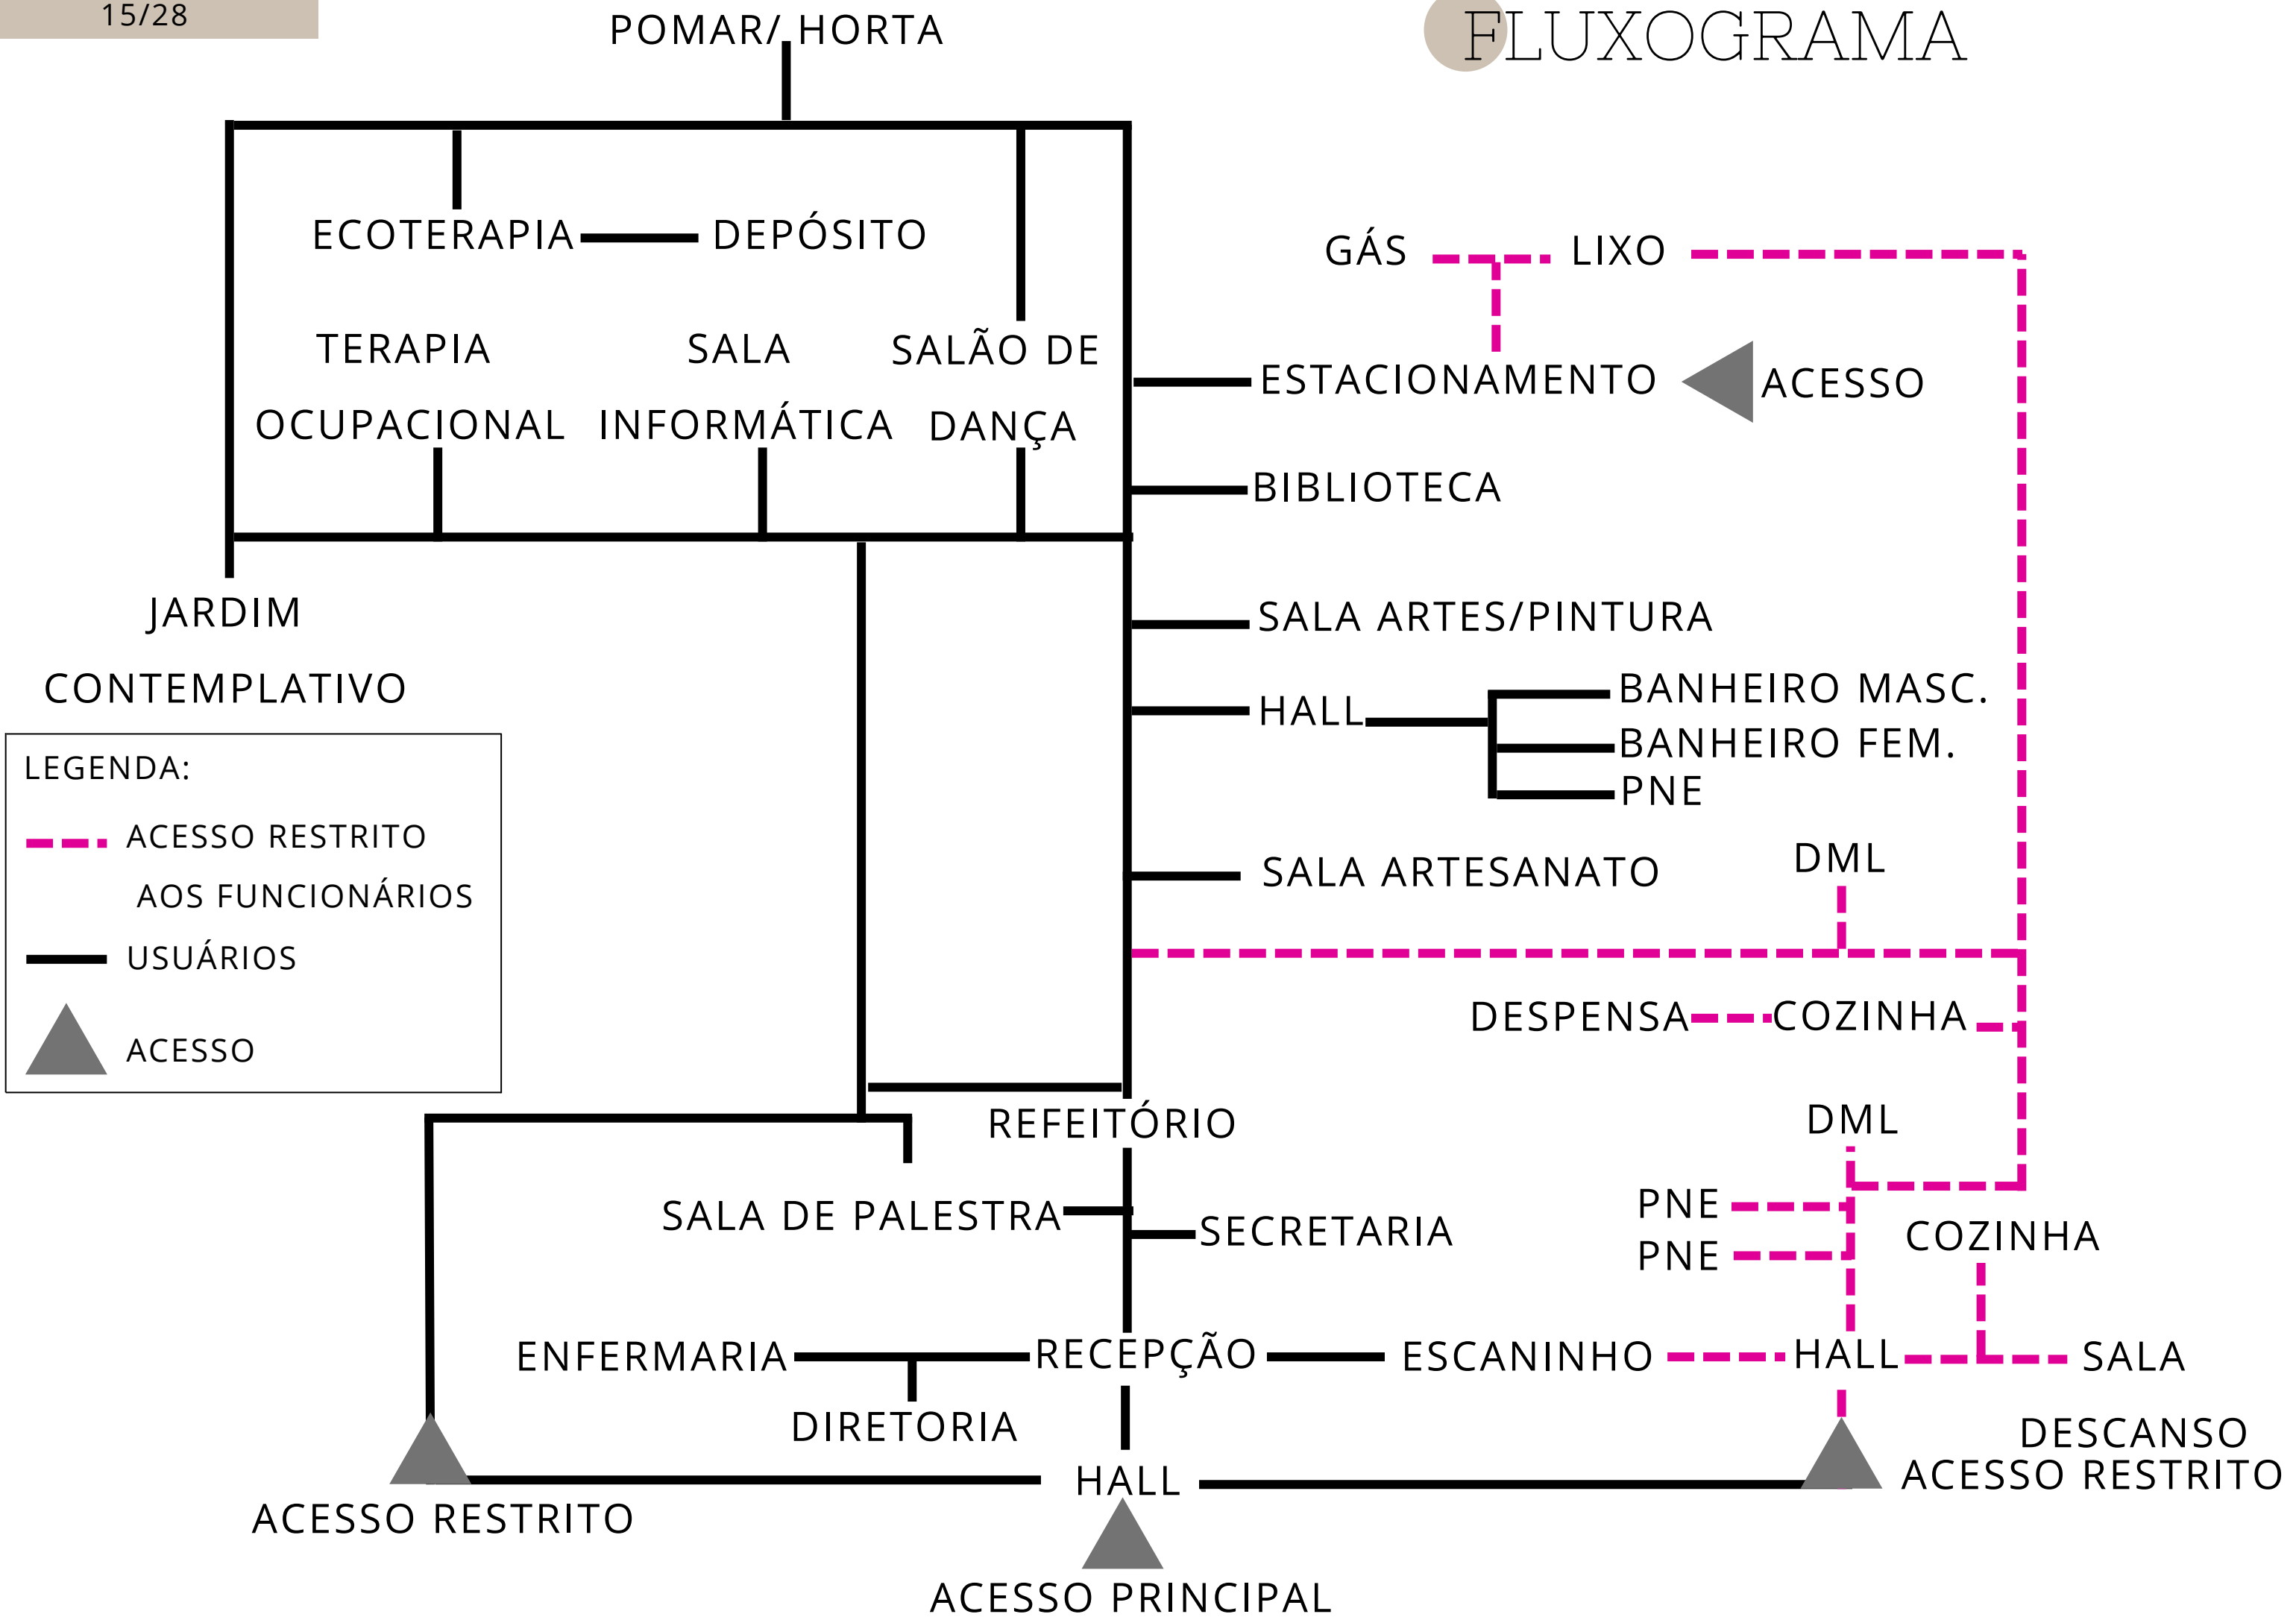 15/28
FLUXOGRAMA
POMAR/ HORTA
ECOTERAPIA
DEPÓSITO
GÁS
LIXO
TERAPIA
OCUPACIONAL
SALA
INFORMÁTICA
SALÃO DE
DANÇA
ESTACIONAMENTO
ACESSO
BIBLIOTECA
JARDIM
CONTEMPLATIVO
SALA ARTES/PINTURA
HALL
BANHEIRO MASC.
BANHEIRO FEM.
PNE
LEGENDA:
ACESSO RESTRITO
AOS FUNCIONÁRIOS
USUÁRIOS
ACESSO
SALA ARTESANATO
DML
DESPENSA
COZINHA
REFEITÓRIO
DML
SALA DE PALESTRA
SECRETARIA
PNE
PNE
COZINHA
ENFERMARIA
RECEPÇÃO
ESCANINHO
HALL
SALA
DESCANSO
DIRETORIA
HALL
ACESSO RESTRITO
ACESSO RESTRITO
ACESSO PRINCIPAL